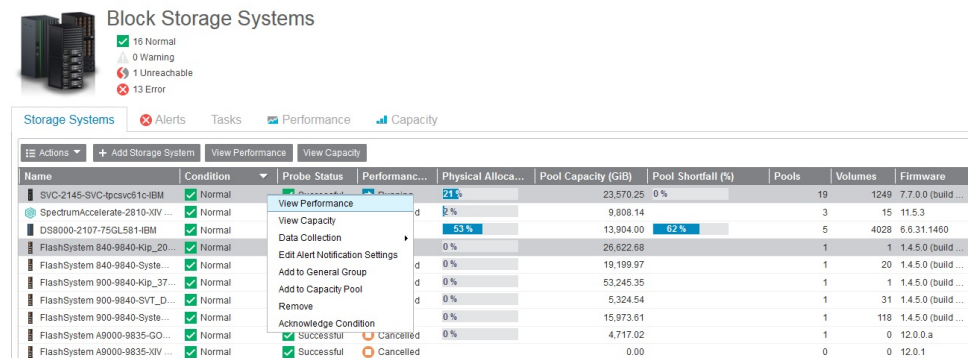 Block Storage Systems
16 Normal
0 Warning
1 Unreachable
13 Error
Storage Systems Alerts Tasks Performance Capacity
Actions + Add Storage System View Performance View Capacity
Name Condition Probe Status Performanc... Physical Alloca... Pool Capacity (GiB) Pool Shortfall (%) Pools Volumes Firmware
SVC-2145-SVC-tpcsvc61c-IBM Normal Successful Running 21 % 23,570.25 0 % 19 1249 7.7.0.0 (build ...
SpectrumAccelerate-2810-XIV ... Normal 2 % 9,808.14 3 15 11.5.3
DS8000-2107-75GL581-IBM Normal 53 % 13,904.00 62 % 5 4028 6.6.31.1460
FlashSystem 840-9840-Kip_20... Normal 0 % 26,622.68 1 1 1.4.5.0 (build ...
FlashSystem 840-9840-Syste... Normal 0 % 19,199.97 1 20 1.4.5.0 (build ...
FlashSystem 900-9840-Kip_37... Normal 0 % 53,245.35 1 1 1.4.5.0 (build ...
FlashSystem 900-9840-SVT_D... Normal 0 % 5,324.54 1 31 1.4.5.0 (build ...
FlashSystem 900-9840-Syste... Normal 0 % 15,973.61 1 118 1.4.5.0 (build ...
FlashSystem A9000-9835-GO... Normal Successful Cancelled 0 % 4,717.02 1 0 12.0.0.a
FlashSystem A9000-9835-XIV ... Normal Successful Cancelled 0.00 0 0 12.0.1
View Performance
View Capacity
Data Collection
Edit Alert Notification Settings
Add to General Group
Add to Capacity Pool
Remove
Acknowledge Condition